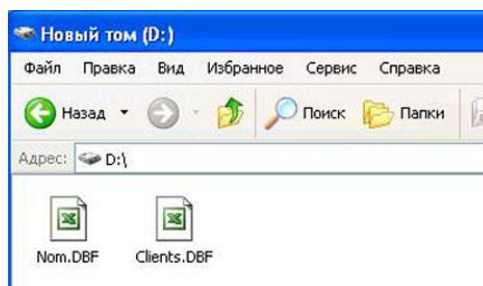 Новый том (D:)
Файл Правка Вид Избранное Сервис Справка
Назад Поиск Папки
Адрес: D:\
Nom.DBF Clients.DBF